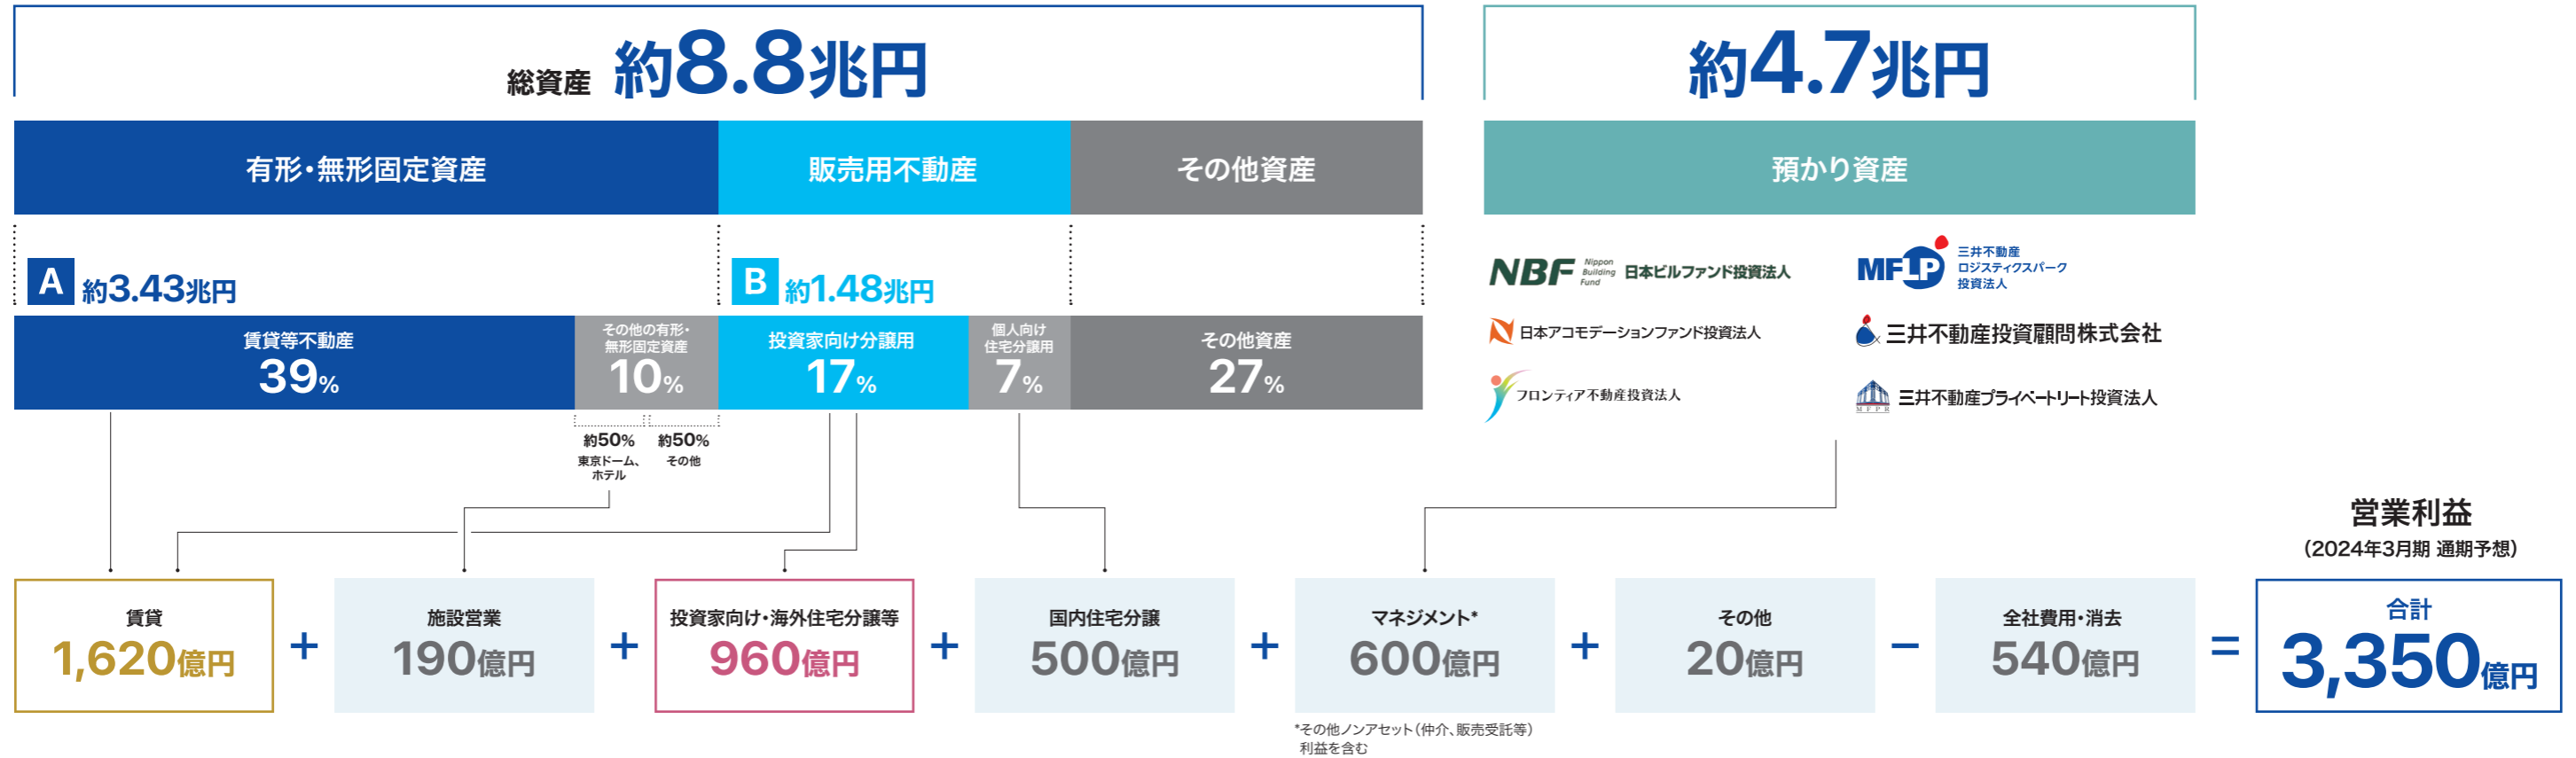 総資産 約8.8兆円
約4.7兆円
有形・無形固定資産
販売用不動産
その他資産
預かり資産
A 約3.43兆円
B 約1.48兆円
賃貸等不動産
39%
その他の有形・
無形固定資産
10%
投資家向け分譲用
17%
個人向け
住宅分譲用
7%
その他資産
27%
約50%
東京ドーム、
ホテル
約50%
その他
NBF
Nippon
Building
Fund
日本ビルファンド投資法人
MFLP
三井不動産
ロジスティクスパーク
投資法人
日本アコモデーションファンド投資法人
三井不動産投資顧問株式会社
フロンティア不動産投資法人
MFPR
三井不動産プライベートリート投資法人
営業利益
(2024年3月期 通期予想)
賃貸
1,620億円
+
施設営業
190億円
+
投資家向け・海外住宅分譲等
960億円
+
国内住宅分譲
500億円
+
マネジメント*
600億円
+
その他
20億円
−
全社費用・消去
540億円
=
合計
3,350億円
*その他ノンアセット(仲介、販売受託等)
利益を含む